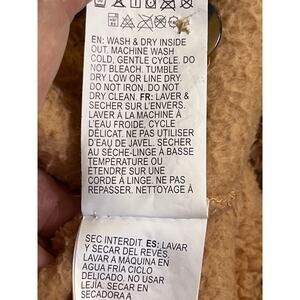 EN: WASH & DRY INSIDE
OUT. MACHINE WASH
COLD, GENTLE CYCLE. DO
NOT BLEACH. TUMBLE
DRY LOW OR LINE DRY.
DO NOT IRON. DO NOT
DRY CLEAN. FR: LAVER &
SÉCHER SUR L'ENVERS.
LAVER À LA MACHINE À
L'EAU FROIDE. CYCLE
DÉLICAT. NE PAS UTILISER
D'EAU DE JAVEL. SÉCHER
AU SÈCHE-LINGE À BASSE
TEMPÉRATURE OU
ÉTENDRE SUR UNE
CORDE À LINGE. NE PAS
REPASSER. NETTOYAGE À
SEC INTERDIT. ES: LAVAR
Y SECAR DEL REVÉS.
LAVAR A MÁQUINA EN
AGUA FRÍA CICLO
DELICADO. NO USAR
LEJÍA. SECAR EN
SECADORA A